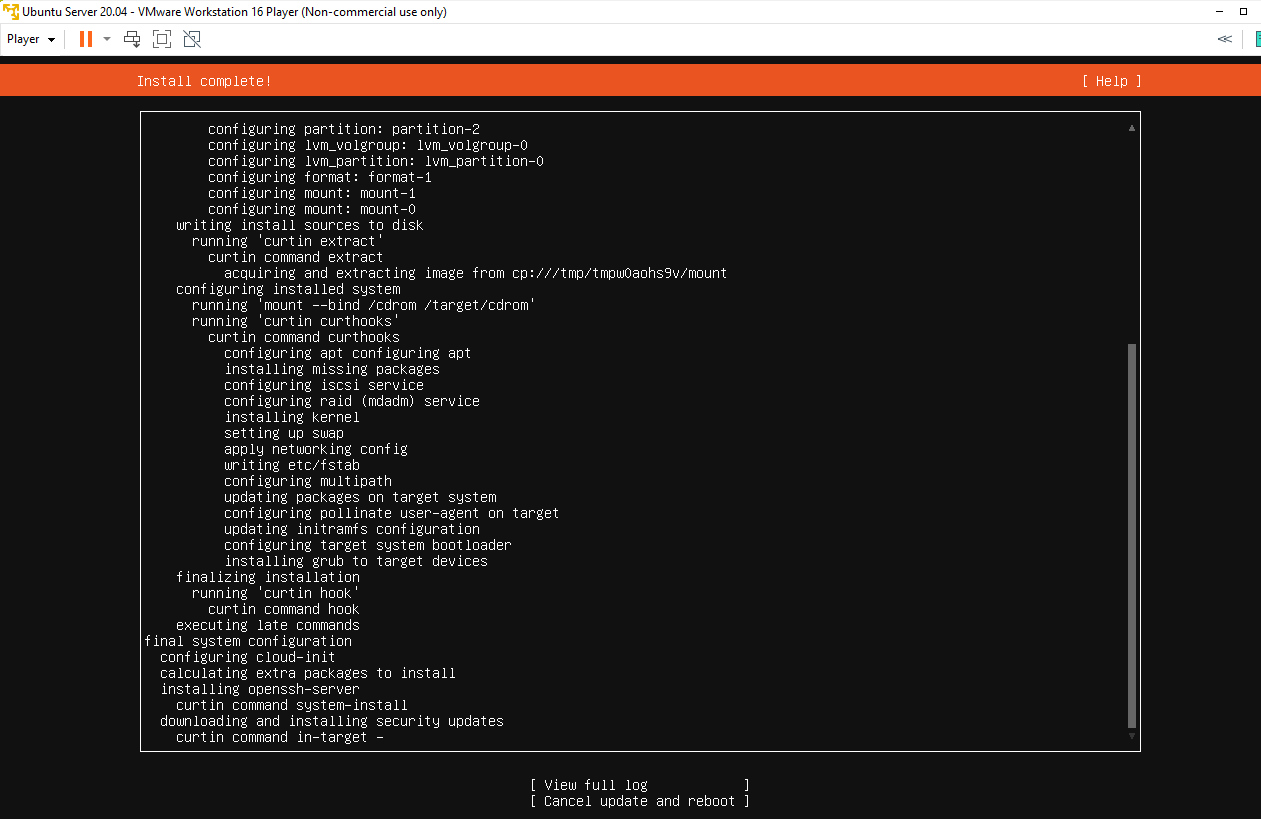 Ubuntu Server 20.04 - VMware Workstation 16 Player (Non-commercial use only)
Player
Install complete!
[ Help ]
configuring partition: partition-2
configuring lvm_volgroup: lvm_volgroup-0
configuring lvm_partition: lvm_partition-0
configuring format: format-1
configuring mount: mount-1
configuring mount: mount-0
writing install sources to disk
running 'curtin extract'
curtin command extract
acquiring and extracting image from cp:///tmp/tmpw0aohs9v/mount
configuring installed system
running 'mount --bind /cdrom /target/cdrom'
running 'curtin curthooks'
curtin command curthooks
configuring apt configuring apt
installing missing packages
configuring iscsi service
configuring raid (mdadm) service
installing kernel
setting up swap
apply networking config
writing etc/fstab
configuring multipath
updating packages on target system
configuring pollinate user-agent on target
updating initramfs configuration
configuring target system bootloader
installing grub to target devices
finalizing installation
running 'curtin hook'
curtin command hook
executing late commands
final system configuration
configuring cloud-init
calculating extra packages to install
installing openssh-server
curtin command system-install
downloading and installing security updates
curtin command in-target -
[ View full log ]
[ Cancel update and reboot ]